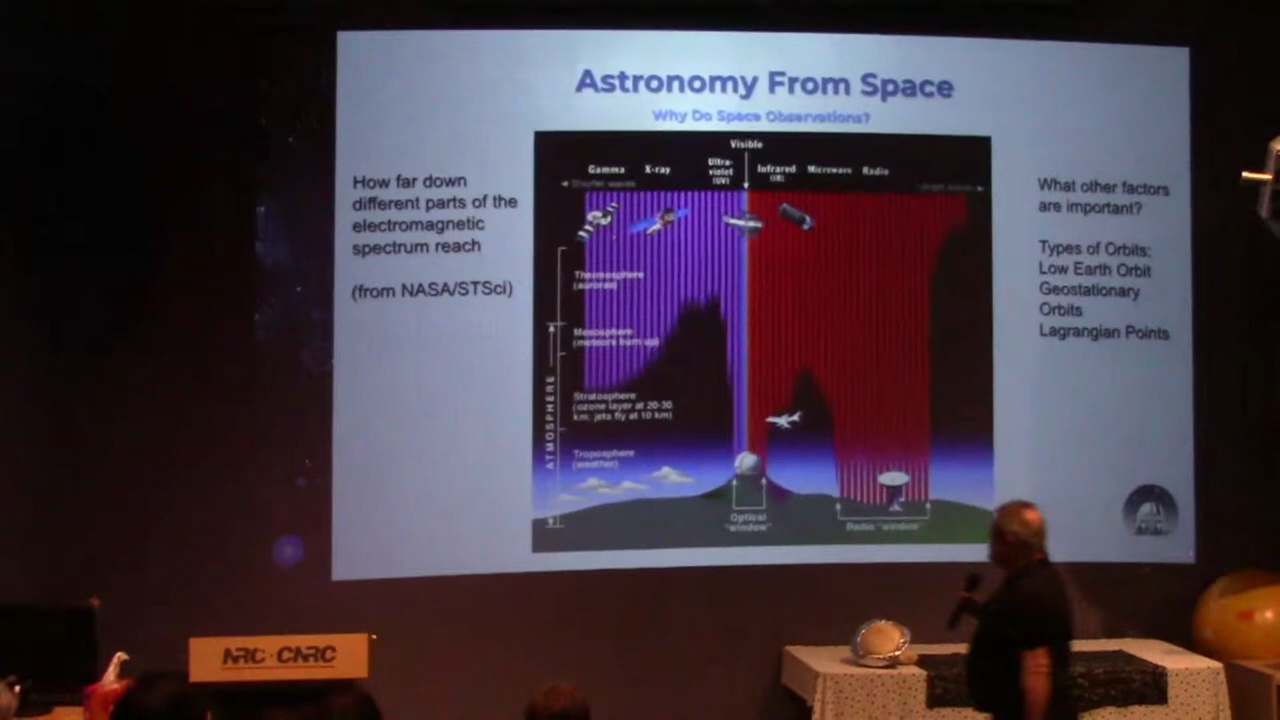 Astronomy From Space
Why Do Space Observations?
How far down
different parts of the
electromagnetic
spectrum reach
(from NASA/STSci)
Visible
Gamma
X-ray
Ultra-
violet
(UV)
Infrared
(IR)
Microwave
Radio
Thermosphere
(auroras)
Mesosphere
(meteors burn up)
Stratosphere
(ozone layer at 20-30
km; jets fly at 10 km)
Troposphere
(weather)
ATMOSPHERE
Optical
"window"
Radio "window"
What other factors
are important?
Types of Orbits:
Low Earth Orbit
Geostationary
Orbits
Lagrangian Points
NRC·CNRC